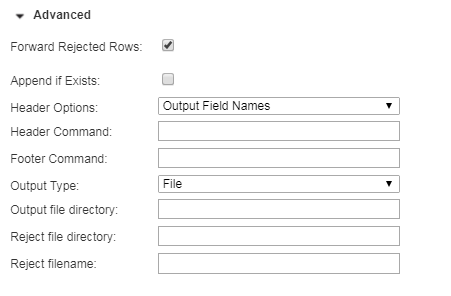 Advanced
Forward Rejected Rows:
Append if Exists:
Header Options: Output Field Names
Header Command:
Footer Command:
Output Type: File
Output file directory:
Reject file directory:
Reject filename: